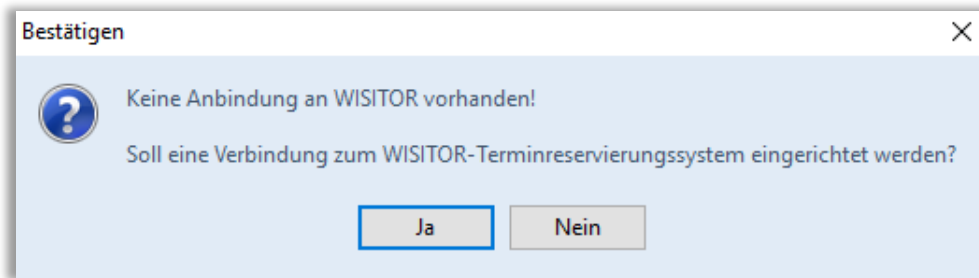 Bestätigen
Keine Anbindung an WISITOR vorhanden!
Soll eine Verbindung zum WISITOR-Terminreservierungssystem eingerichtet werden?
Ja Nein